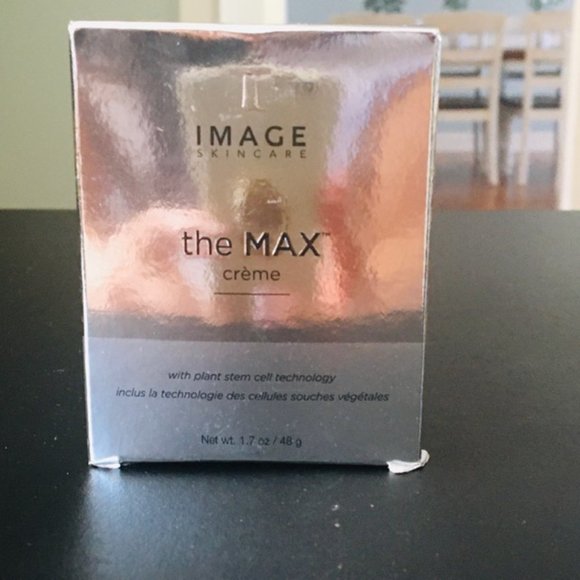 IMAGE
SKINCARE
the MAX™
crème
with plant stem cell technology
inclus la technologie des cellules souches végétales
Net wt. 1.7 oz / 48 g